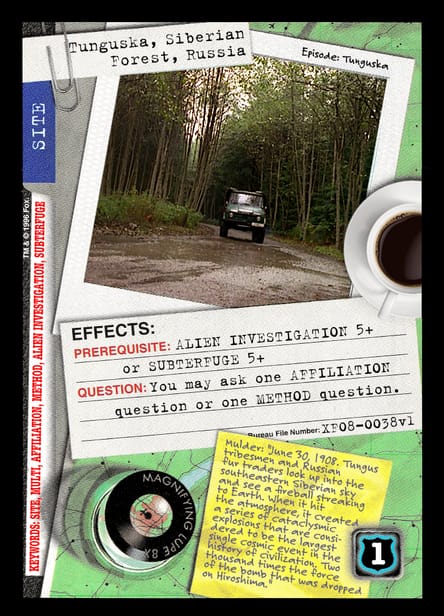 Tunguska, Siberian
Forest, Russia
Episode: Tunguska
SITE
TM & © 1996 Fox.
KEYWORDS: SITE, MULTI, AFFILIATION, METHOD, ALIEN INVESTIGATION, SUBTERFUGE
EFFECTS:
PREREQUISITE: ALIEN INVESTIGATION 5+
or SUBTERFUGE 5+
QUESTION: You may ask one AFFILIATION
question or one METHOD question.
Bureau File Number: XF08-0038v1
MAGNIFYING LUPE 8X
Mulder: "June 30, 1908. Tungus
tribesmen and Russian
fur traders look up into the
southeastern Siberian sky
and see a fireball streaking
to Earth. When it hit
the atmosphere, it created
a series of cataclysmic
explosions that are consi-
dered to be the largest
single cosmic event in the
history of civilization. Two
thousand times the force
of the bomb that was dropped
on Hiroshima."
1